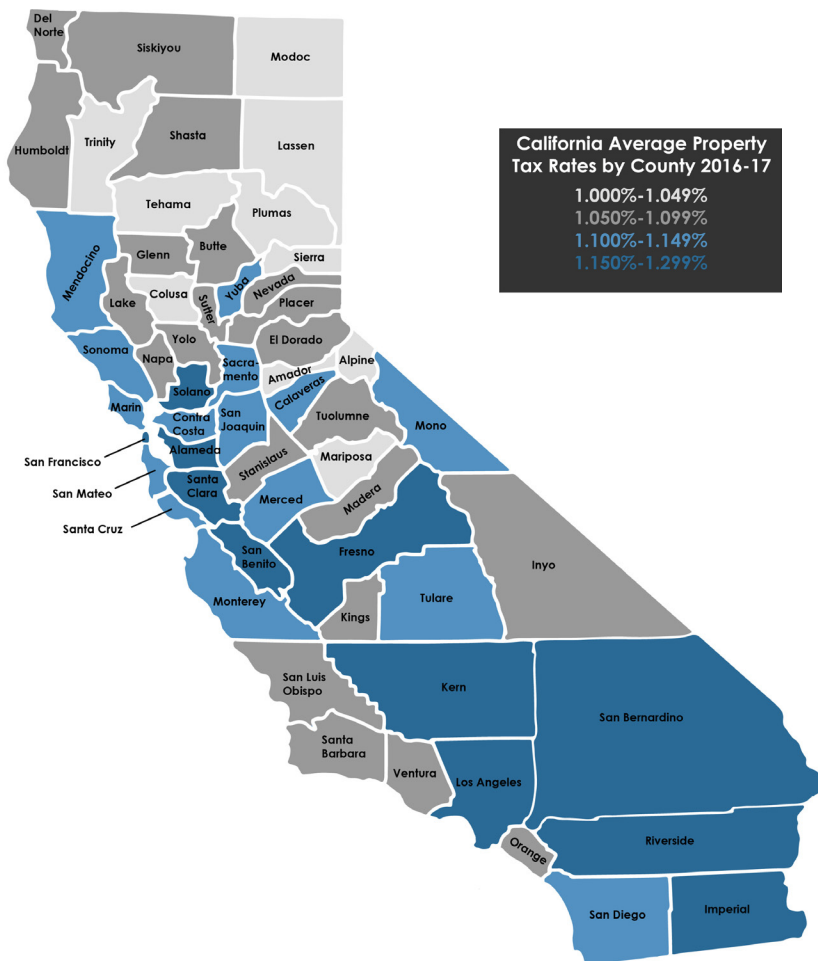 Del
Norte
Siskiyou
Modoc
Humboldt
Trinity
Shasta
Lassen
California Average Property
Tax Rates by County 2016-17
1.000%-1.049%
1.050%-1.099%
1.100%-1.149%
1.150%-1.299%
Tehama
Plumas
Mendocino
Glenn
Butte
Sierra
Lake
Colusa
Sutter
Yuba
Nevada
Placer
Sonoma
Napa
Yolo
El Dorado
Sacra-
mento
Amador
Alpine
Solano
Calaveras
Marin
Contra
Costa
San
Joaquin
Tuolumne
Mono
San Francisco
Alameda
Stanislaus
Mariposa
San Mateo
Santa
Clara
Merced
Madera
Santa Cruz
San
Benito
Fresno
Inyo
Monterey
Kings
Tulare
San Luis
Obispo
Kern
San Bernardino
Santa
Barbara
Ventura
Los Angeles
Orange
Riverside
San Diego
Imperial